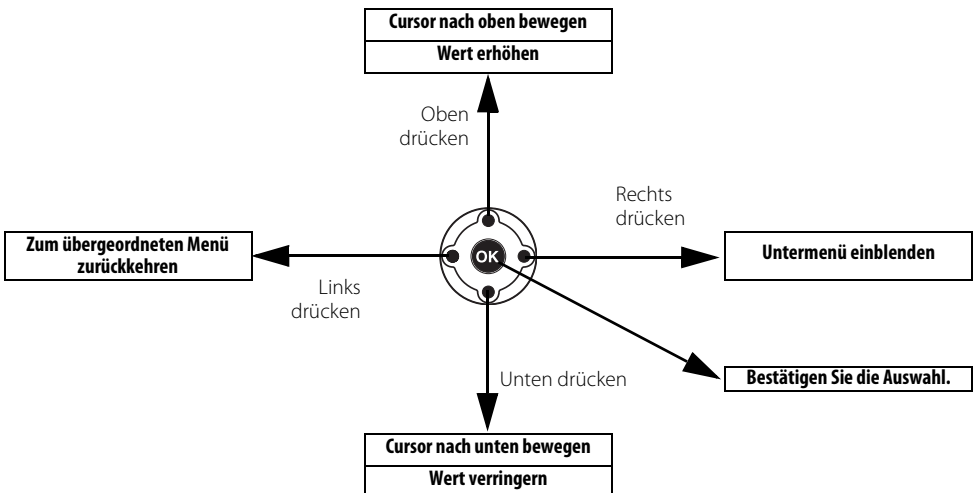 Cursor nach oben bewegen
Wert erhöhen
Oben
drücken
Rechts
drücken
Zum übergeordneten Menü
zurückkehren
OK
Untermenü einblenden
Links
drücken
Unten drücken
Bestätigen Sie die Auswahl.
Cursor nach unten bewegen
Wert verringern